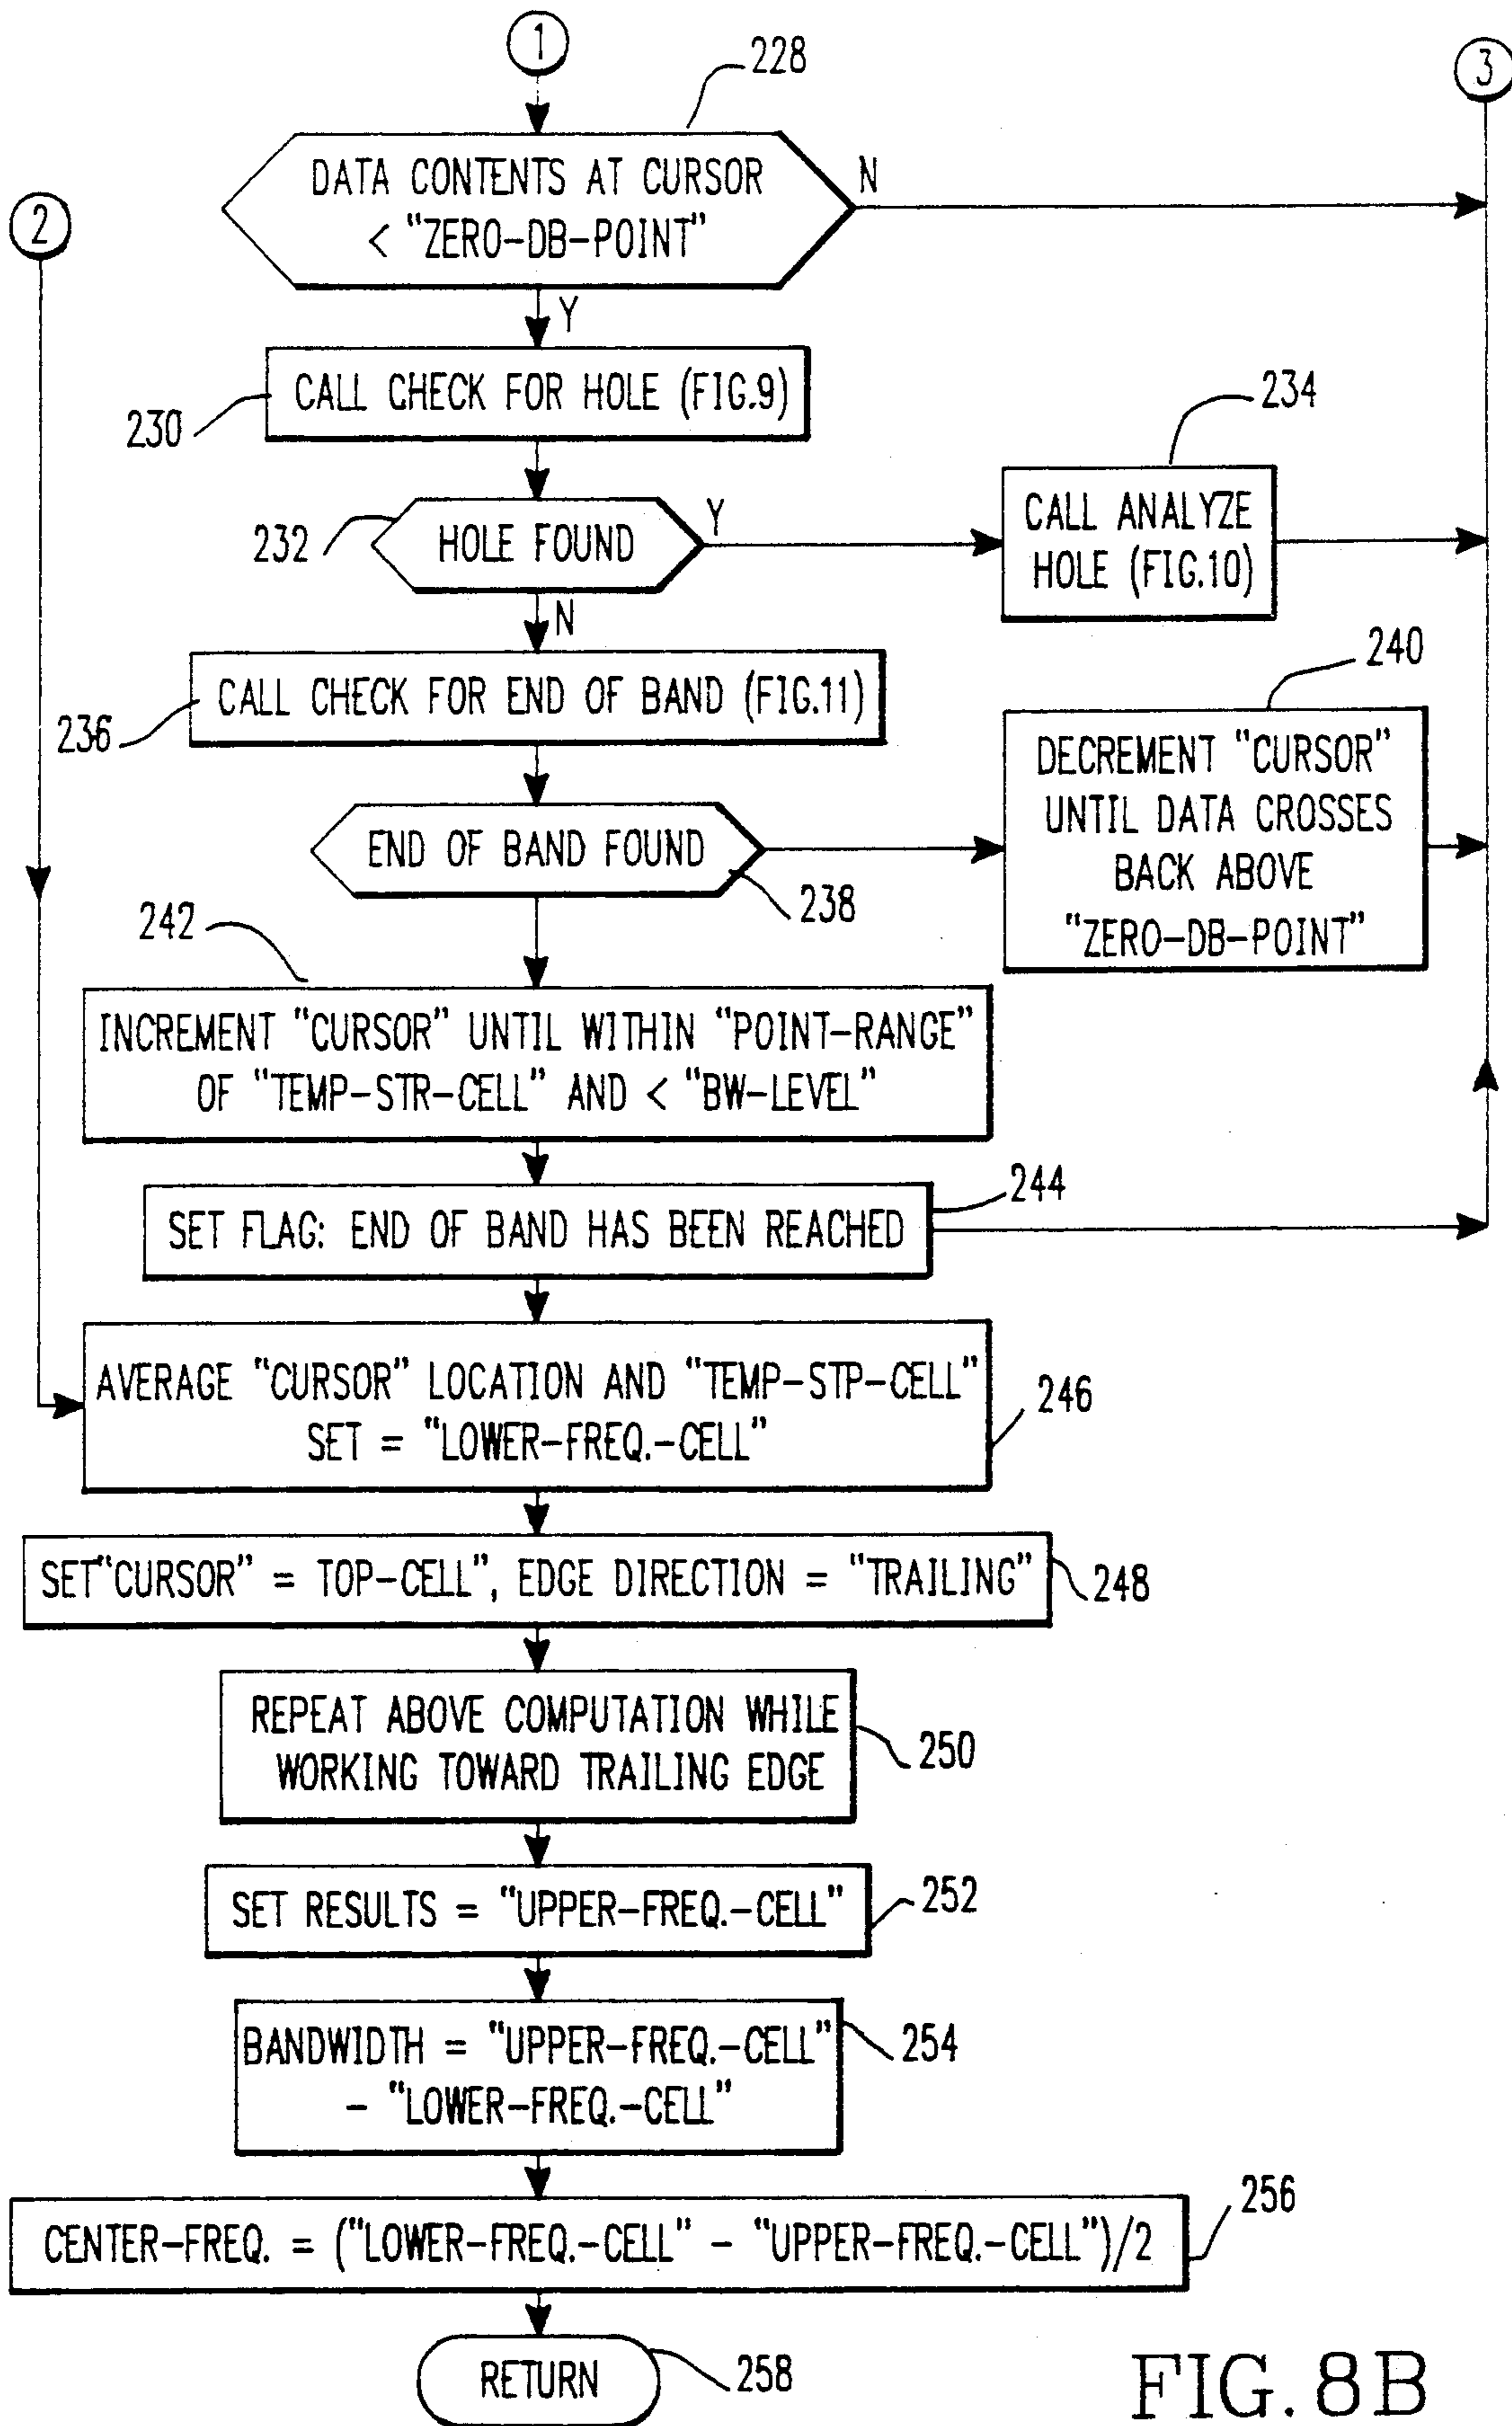 1
228
3
DATA CONTENTS AT CURSOR
< "ZERO-DB-POINT"
N
2
Y
CALL CHECK FOR HOLE (FIG.9)
230
234
HOLE FOUND
232
Y
CALL ANALYZE
HOLE (FIG.10)
N
CALL CHECK FOR END OF BAND (FIG.11)
236
240
DECREMENT "CURSOR"
UNTIL DATA CROSSES
BACK ABOVE
"ZERO-DB-POINT"
END OF BAND FOUND
238
242
INCREMENT "CURSOR" UNTIL WITHIN "POINT-RANGE"
OF "TEMP-STR-CELL" AND < "BW-LEVEL"
244
SET FLAG: END OF BAND HAS BEEN REACHED
AVERAGE "CURSOR" LOCATION AND "TEMP-STP-CELL"
SET = "LOWER-FREQ.-CELL"
246
SET"CURSOR" = TOP-CELL", EDGE DIRECTION = "TRAILING"
248
REPEAT ABOVE COMPUTATION WHILE
WORKING TOWARD TRAILING EDGE
250
SET RESULTS = "UPPER-FREQ.-CELL"
252
BANDWIDTH = "UPPER-FREQ.-CELL"
- "LOWER-FREQ.-CELL"
254
256
CENTER-FREQ. = ("LOWER-FREQ.-CELL" - "UPPER-FREQ.-CELL")/2
RETURN
258
FIG. 8B